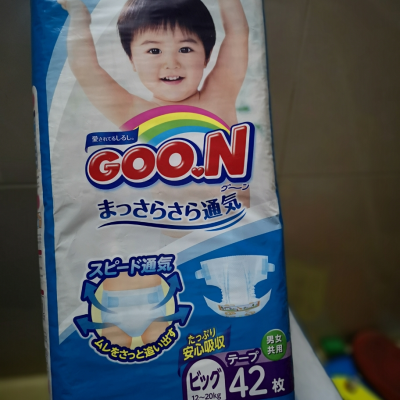 愛されてるしるし。
GOO.N
グ〜ン
まっさらさら通気
スピード通気
ムレをさっと追い出す
たっぷり
安心吸収
男女
共用
ビッグ
テープ
42枚
12〜20kg